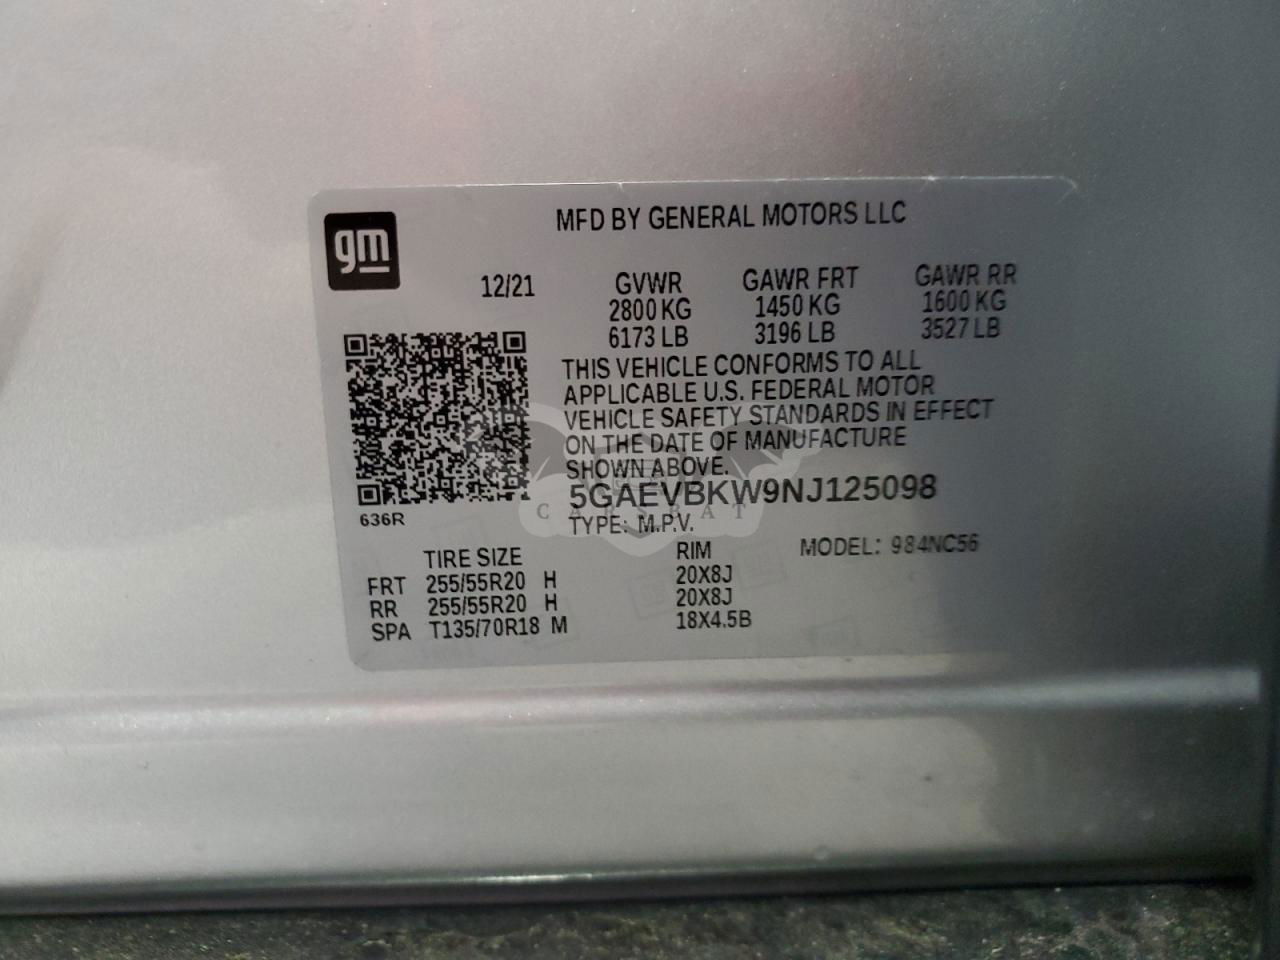 gm
MFD BY GENERAL MOTORS LLC
12/21 GVWR GAWR FRT GAWR RR
2800 KG 1450 KG 1600 KG
6173 LB 3196 LB 3527 LB
THIS VEHICLE CONFORMS TO ALL
APPLICABLE U.S. FEDERAL MOTOR
VEHICLE SAFETY STANDARDS IN EFFECT
ON THE DATE OF MANUFACTURE
SHOWN ABOVE.
5GAEVBKW9NJ125098
CARSBAT
636R
TYPE: M.P.V.
TIRE SIZE RIM MODEL: 984NC56
FRT 255/55R20 H 20X8J
RR 255/55R20 H 20X8J
SPA T135/70R18 M 18X4.5B